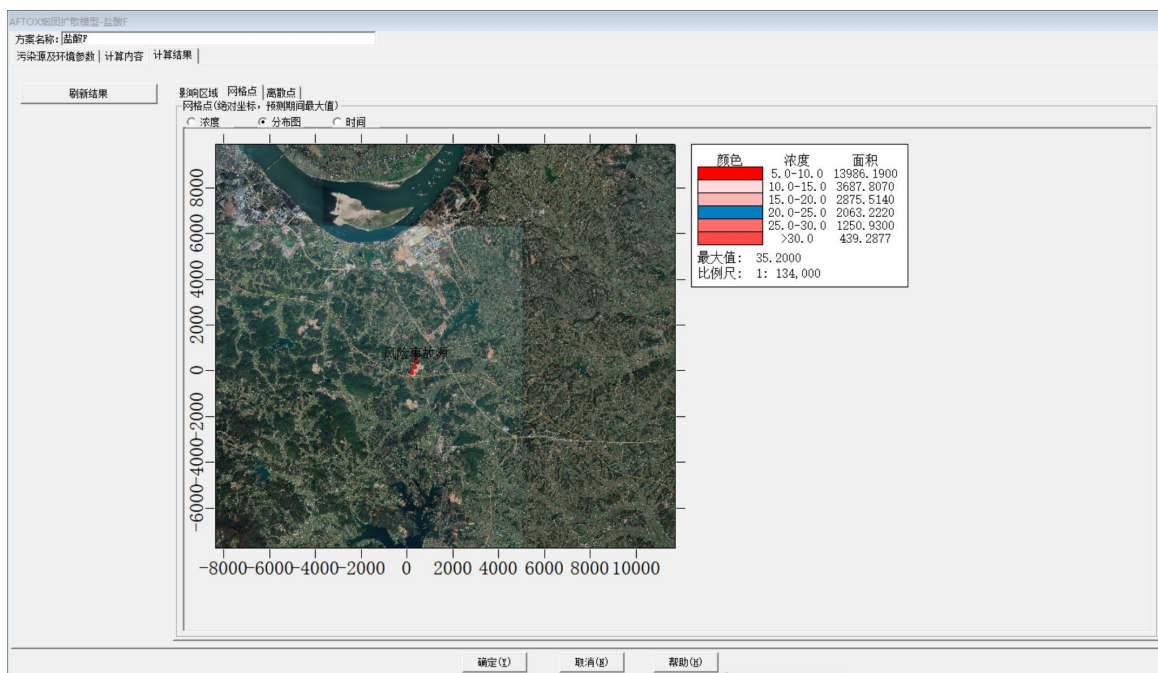 AFTOX烟团扩散模型-盐酸F
方案名称: 盐酸F
污染源及环境参数 计算内容 计算结果
刷新结果
影响区域 网格点 离散点
网格点(绝对坐标，预测期间最大值)
浓度 分布图 时间
颜色 浓度 面积
5.0-10.0 13986.1900
10.0-15.0 3687.8070
15.0-20.0 2875.5140
20.0-25.0 2063.2220
25.0-30.0 1250.9300
>30.0 439.2877
最大值: 35.2000
比例尺: 1: 134,000
8000
6000
4000
2000
0
-2000
-4000
-6000
风险事故源
-8000 -6000 -4000 -2000 0 2000 4000 6000 8000 10000
确定(Y) 取消(N) 帮助(H)